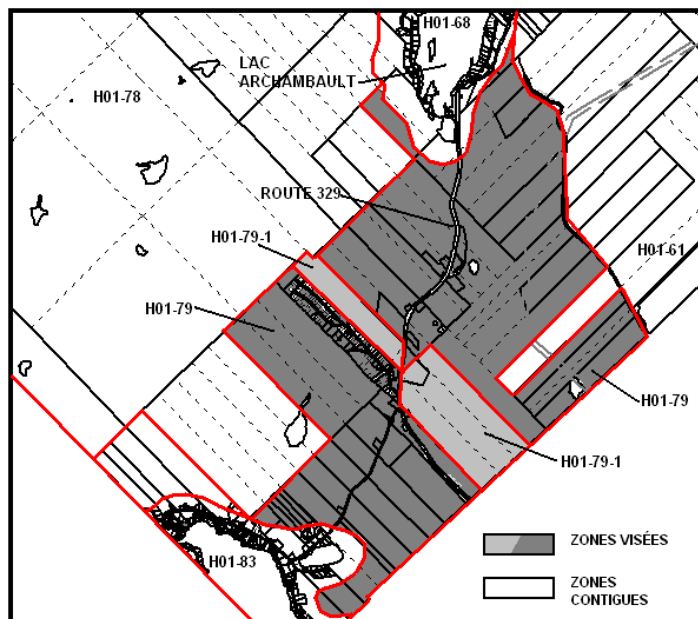 H01-68
LAC
ARCHAMBAULT
H01-78
ROUTE 329
H01-79-1
H01-61
H01-79
H01-79
H01-79-1
ZONES VISÉES
H01-83
ZONES
CONTIGUES